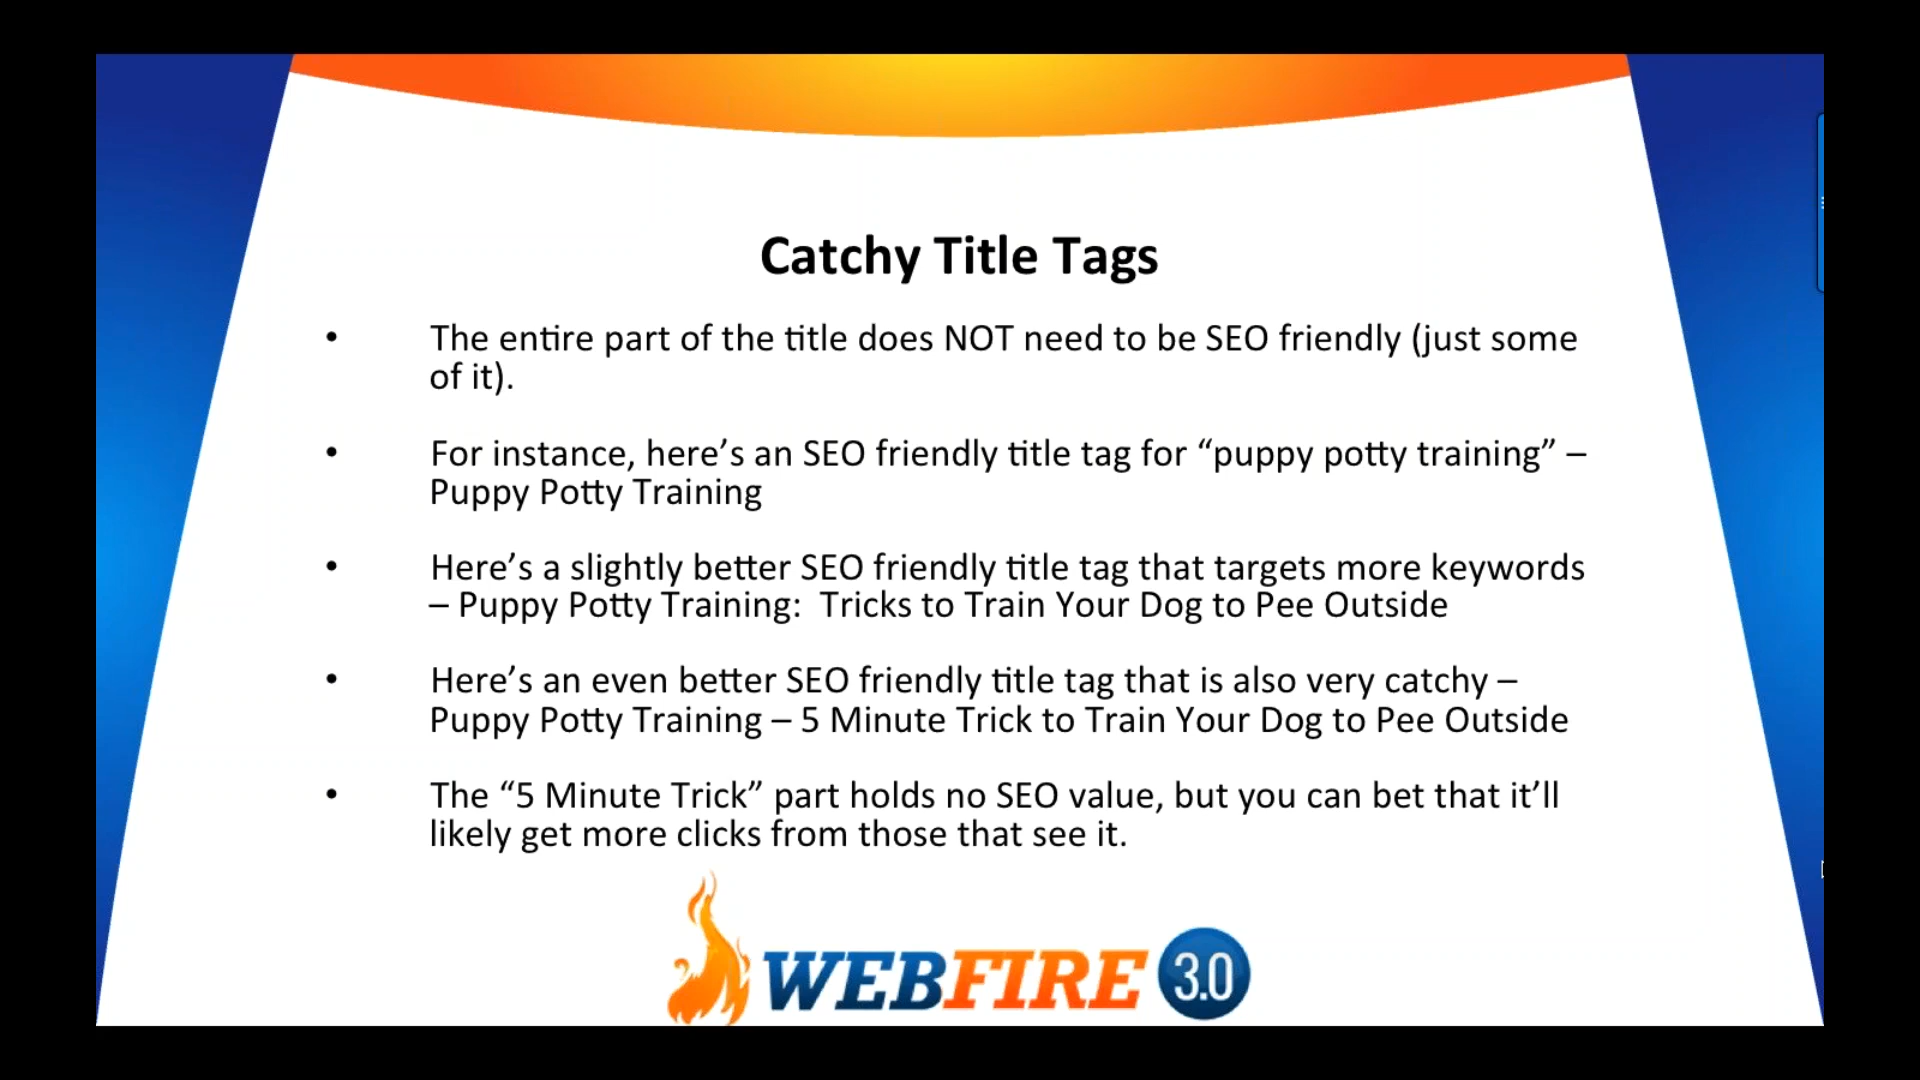 Catchy Title Tags
• The entire part of the title does NOT need to be SEO friendly (just some
of it).
• For instance, here’s an SEO friendly title tag for “puppy potty training” –
Puppy Potty Training
• Here’s a slightly better SEO friendly title tag that targets more keywords
– Puppy Potty Training:  Tricks to Train Your Dog to Pee Outside
• Here’s an even better SEO friendly title tag that is also very catchy –
Puppy Potty Training – 5 Minute Trick to Train Your Dog to Pee Outside
• The “5 Minute Trick” part holds no SEO value, but you can bet that it’ll
likely get more clicks from those that see it.
WEBFIRE 3.0